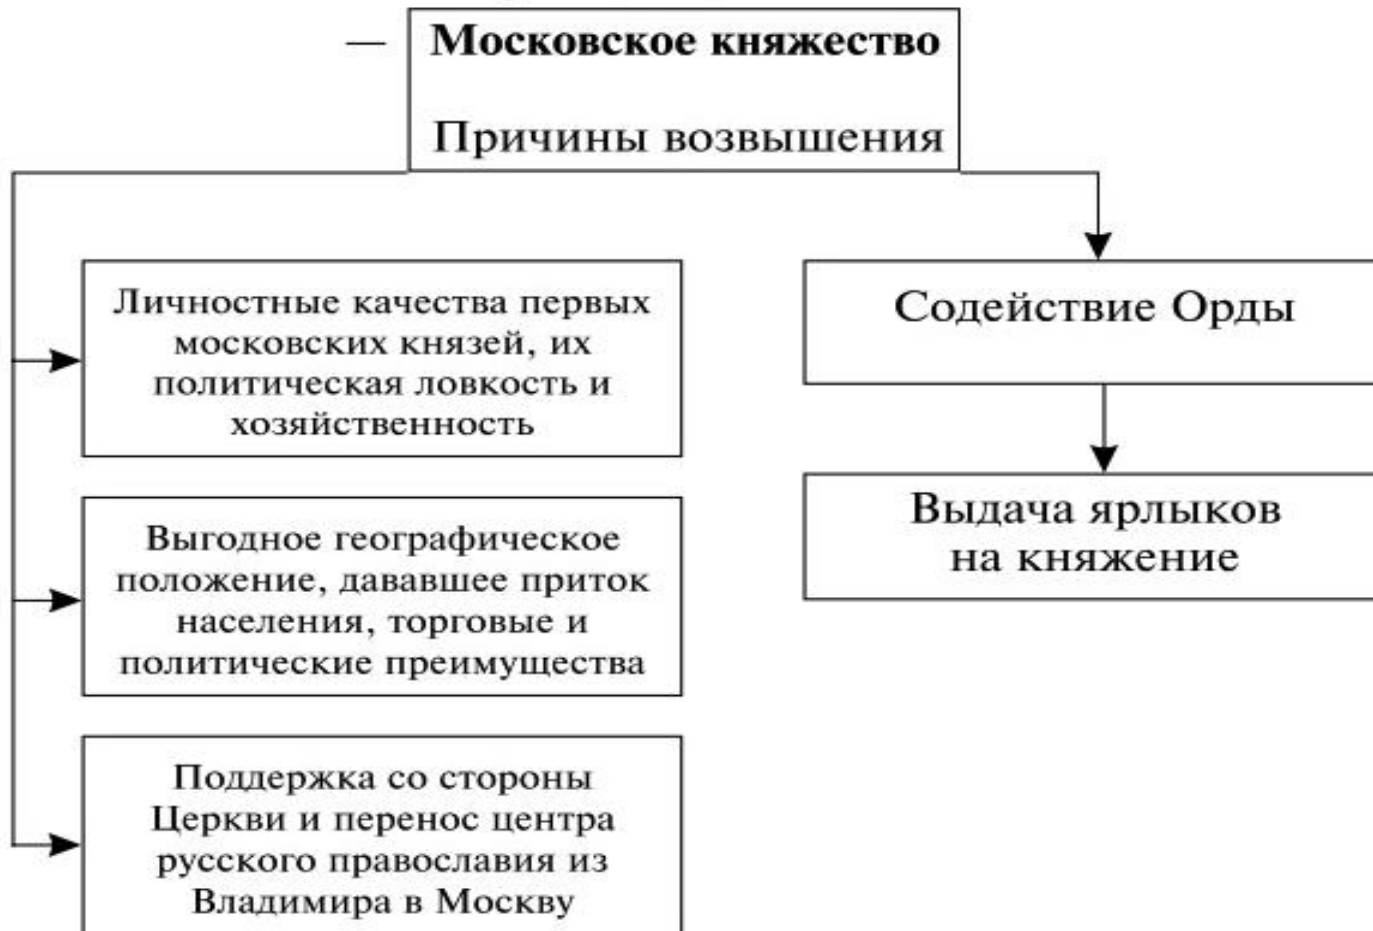 — Московское княжество
Причины возвышения
Личностные качества первых
московских князей, их
политическая ловкость и
хозяйственность
Выгодное географическое
положение, дававшее приток
населения, торговые и
политические преимущества
Поддержка со стороны
Церкви и перенос центра
русского православия из
Владимира в Москву
Содействие Орды
Выдача ярлыков
на княжение